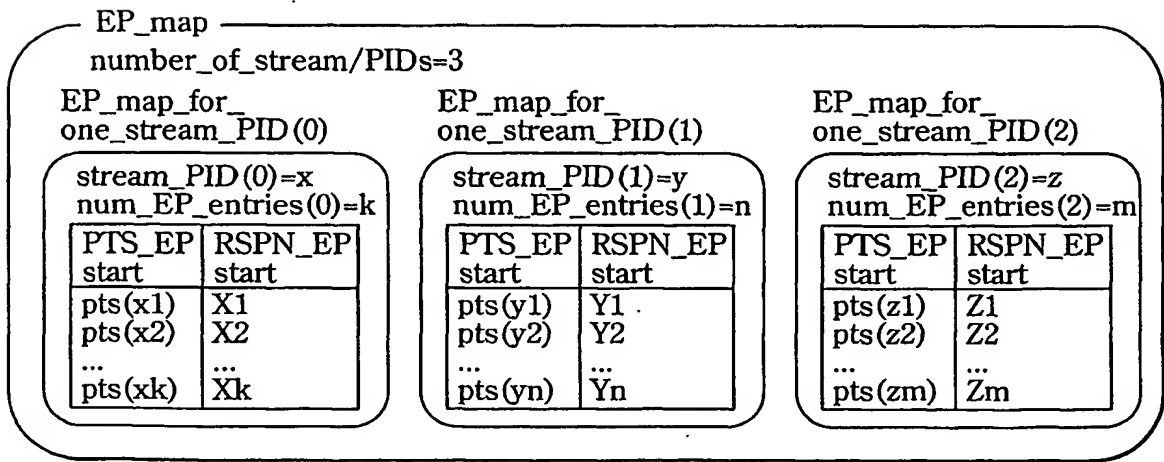 EP_map
number_of_stream/PIDs=3
EP_map_for_
one_stream_PID(0)
stream_PID(0)=x
num_EP_entries(0)=k
PTS_EP RSPN_EP
start start
pts(x1) X1
pts(x2) X2
... ...
pts(xk) Xk
EP_map_for_
one_stream_PID(1)
stream_PID(1)=y
num_EP_entries(1)=n
PTS_EP RSPN_EP
start start
pts(y1) Y1
pts(y2) Y2
... ...
pts(yn) Yn
EP_map_for_
one_stream_PID(2)
stream_PID(2)=z
num_EP_entries(2)=m
PTS_EP RSPN_EP
start start
pts(z1) Z1
pts(z2) Z2
... ...
pts(zm) Zm